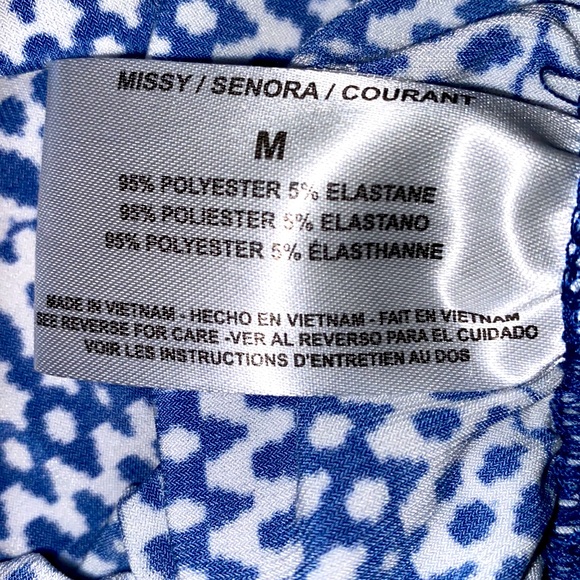 MISSY / SENORA / COURANT
M
95% POLYESTER 5% ELASTANE
95% POLIESTER 5% ELASTANO
95% POLYESTER 5% ÉLASTHANNE
MADE IN VIETNAM - HECHO EN VIETNAM - FAIT EN VIETNAM
SEE REVERSE FOR CARE -VER AL REVERSO PARA EL CUIDADO
VOIR LES INSTRUCTIONS D'ENTRETIEN AU DOS